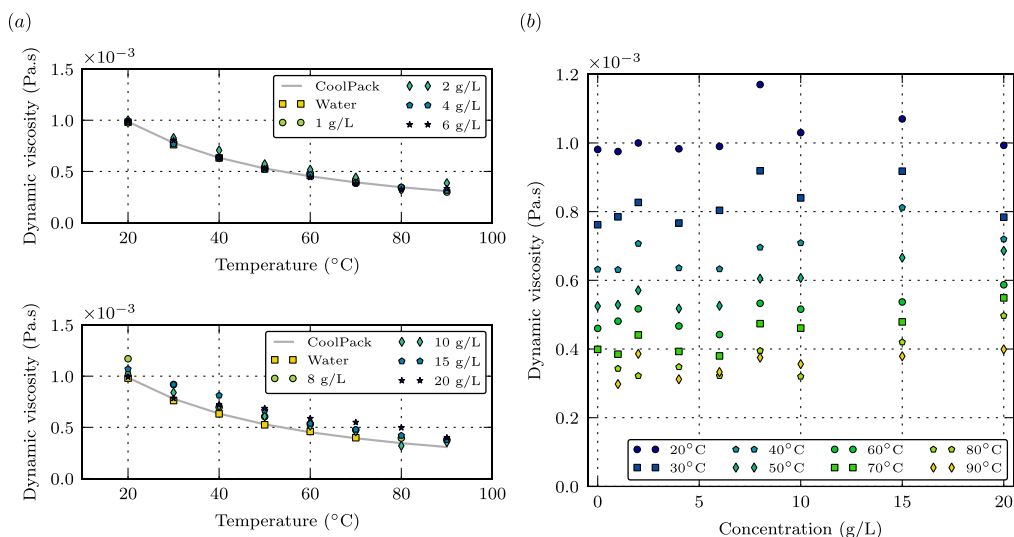 (a)
(b)
×10⁻³
Dynamic viscosity (Pa.s)
1.5
1.0
0.5
0.0
CoolPack
Water
1 g/L
2 g/L
4 g/L
6 g/L
20 40 60 80 100
Temperature (°C)
×10⁻³
Dynamic viscosity (Pa.s)
1.5
1.0
0.5
0.0
CoolPack
Water
8 g/L
10 g/L
15 g/L
20 g/L
20 40 60 80 100
Temperature (°C)
×10⁻³
Dynamic viscosity (Pa.s)
1.2
1.0
0.8
0.6
0.4
0.2
0.0
20°C 40°C 60°C 80°C
30°C 50°C 70°C 90°C
0 5 10 15 20
Concentration (g/L)